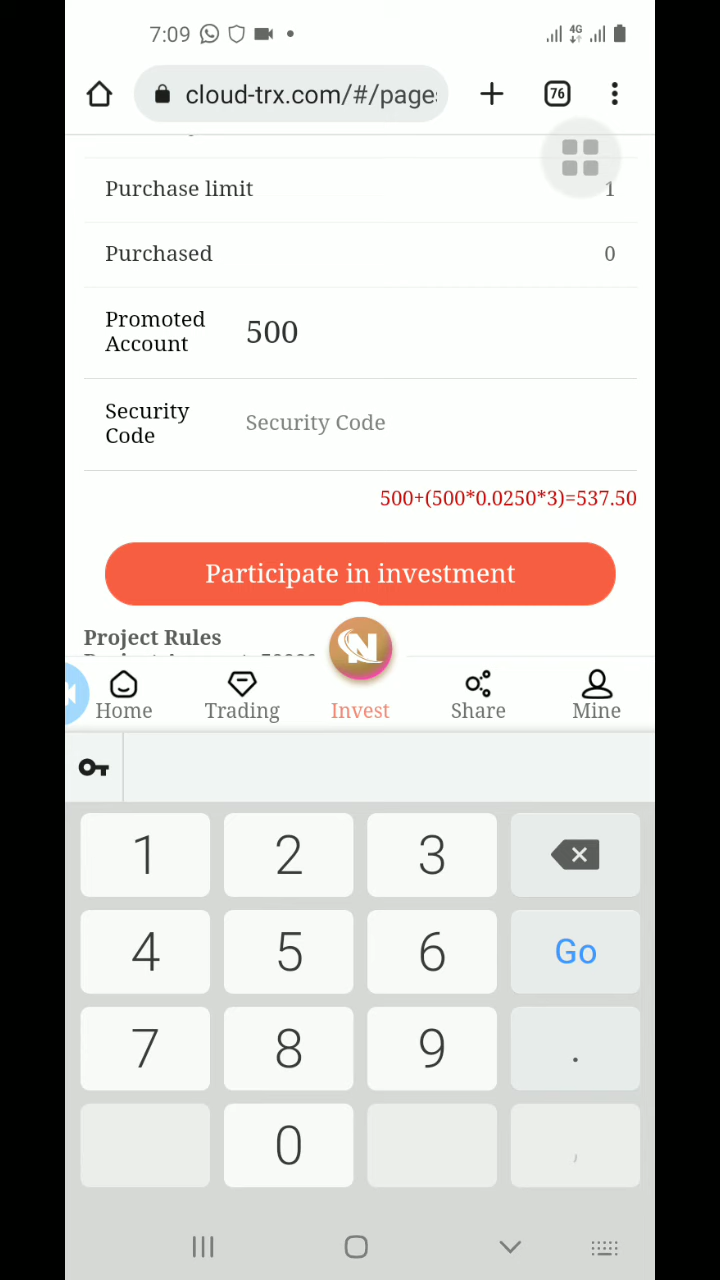 7:09
4G
cloud-trx.com/#/page
76
Purchase limit 1
Purchased 0
Promoted
Account 500
Security
Code Security Code
500+(500*0.0250*3)=537.50
Participate in investment
Project Rules
N
Home Trading Invest Share Mine
1 2 3
4 5 6 Go
7 8 9 .
0 ,